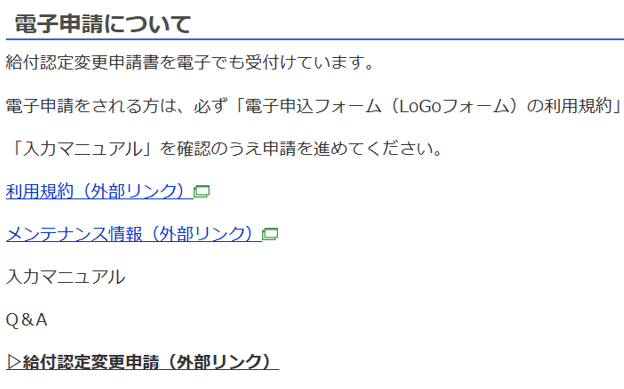 電子申請について
給付認定変更申請書を電子でも受付けています。
電子申請をされる方は、必ず「電子申込フォーム（LoGoフォーム）の利用規約」
「入力マニュアル」を確認のうえ申請を進めてください。
利用規約（外部リンク）
メンテナンス情報（外部リンク）
入力マニュアル
Q＆A
▷給付認定変更申請（外部リンク）